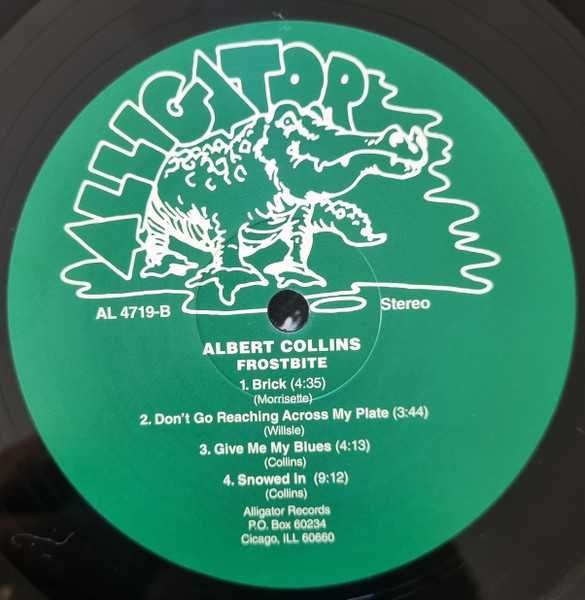 ALLIGATOR
AL 4719-B
Stereo
ALBERT COLLINS
FROSTBITE
1. Brick (4:35)
(Morrisette)
2. Don't Go Reaching Across My Plate (3:44)
(Willsle)
3. Give Me My Blues (4:13)
(Collins)
4. Snowed In (9:12)
(Collins)
Alligator Records
P.O. Box 60234
Cicago, ILL 60660